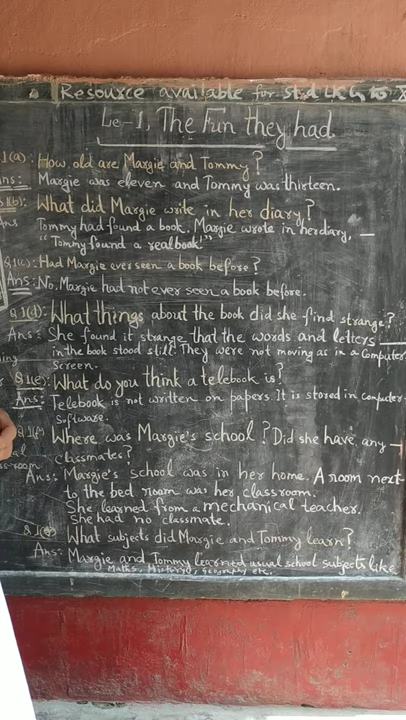 Resource available for std IX to X
Le-1, The Fun they had.
1(a): How old are Margie and Tommy?
Ans: Margie was eleven and Tommy was thirteen.
1(b): What did Margie write in her diary?
Ans Tommy had found a book. Margie wrote in her diary, —
"Tommy found a real book!"
Q.1(c): Had Margie ever seen a book before?
Ans: No, Margie had not ever seen a book before.
Q.1(d): What things about the book did she find strange?
Ans: She found it strange that the words and letters
in the book stood still. They were not moving as in a computer
Screen.
Q.1(e): What do you think a telebook is?
Ans: Telebook is not written on papers. It is stored in computer-
Software.
Q.1(f) Where was Margie's school? Did she have any —
classmates?
Ans: Margie's school was in her home. A room next
to the bed room was her classroom.
She learned from a mechanical teacher.
She had no classmate.
What subjects did Margie and Tommy learn?
Ans: Margie and Tommy learned usual school subjects like
Maths, History, Geography etc.